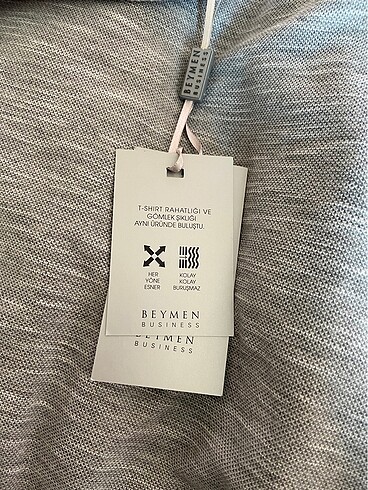 BEYMEN
BUSINESS
T-SHIRT RAHATLIĞI VE
GÖMLEK ŞIKLIĞI
AYNI ÜRÜNDE BULUŞTU.
HER
YÖNE
ESNER
KOLAY
KOLAY
BURUŞMAZ
BEYMEN
BUSINESS
BEYMEN
BUSINESS